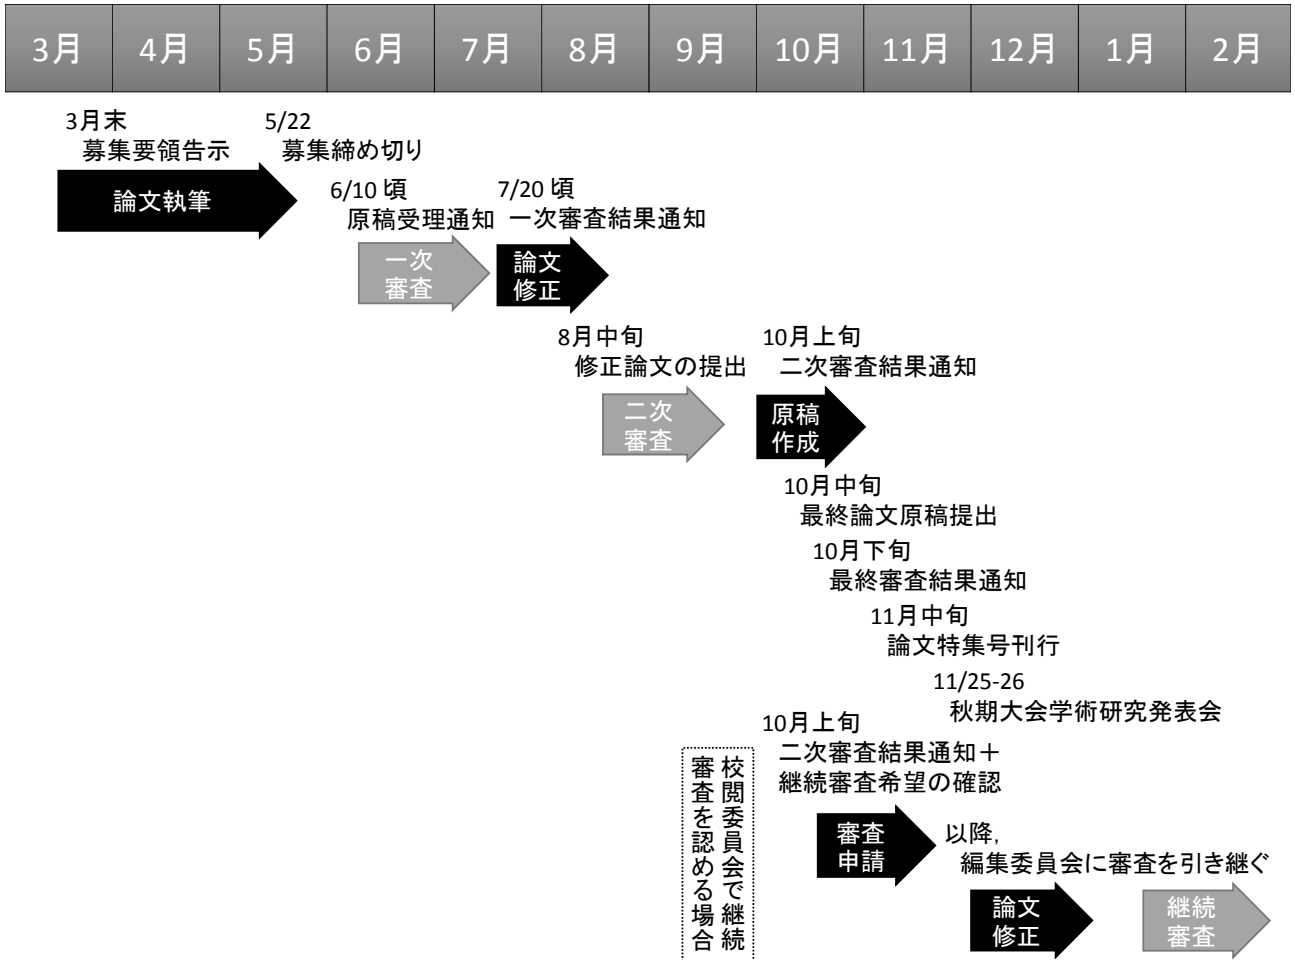 3月 4月 5月 6月 7月 8月 9月 10月 11月 12月 1月 2月
3月末
募集要領告示
5/22
募集締め切り
論文執筆
6/10 頃
原稿受理通知
7/20 頃
一次審査結果通知
一次
審査
論文
修正
8月中旬
修正論文の提出
10月上旬
二次審査結果通知
二次
審査
原稿
作成
10月中旬
最終論文原稿提出
10月下旬
最終審査結果通知
11月中旬
論文特集号刊行
11/25-26
秋期大会学術研究発表会
校閲委員会で継続
審査を認める場合
10月上旬
二次審査結果通知＋
継続審査希望の確認
審査
申請
以降,
編集委員会に審査を引き継ぐ
論文
修正
継続
審査